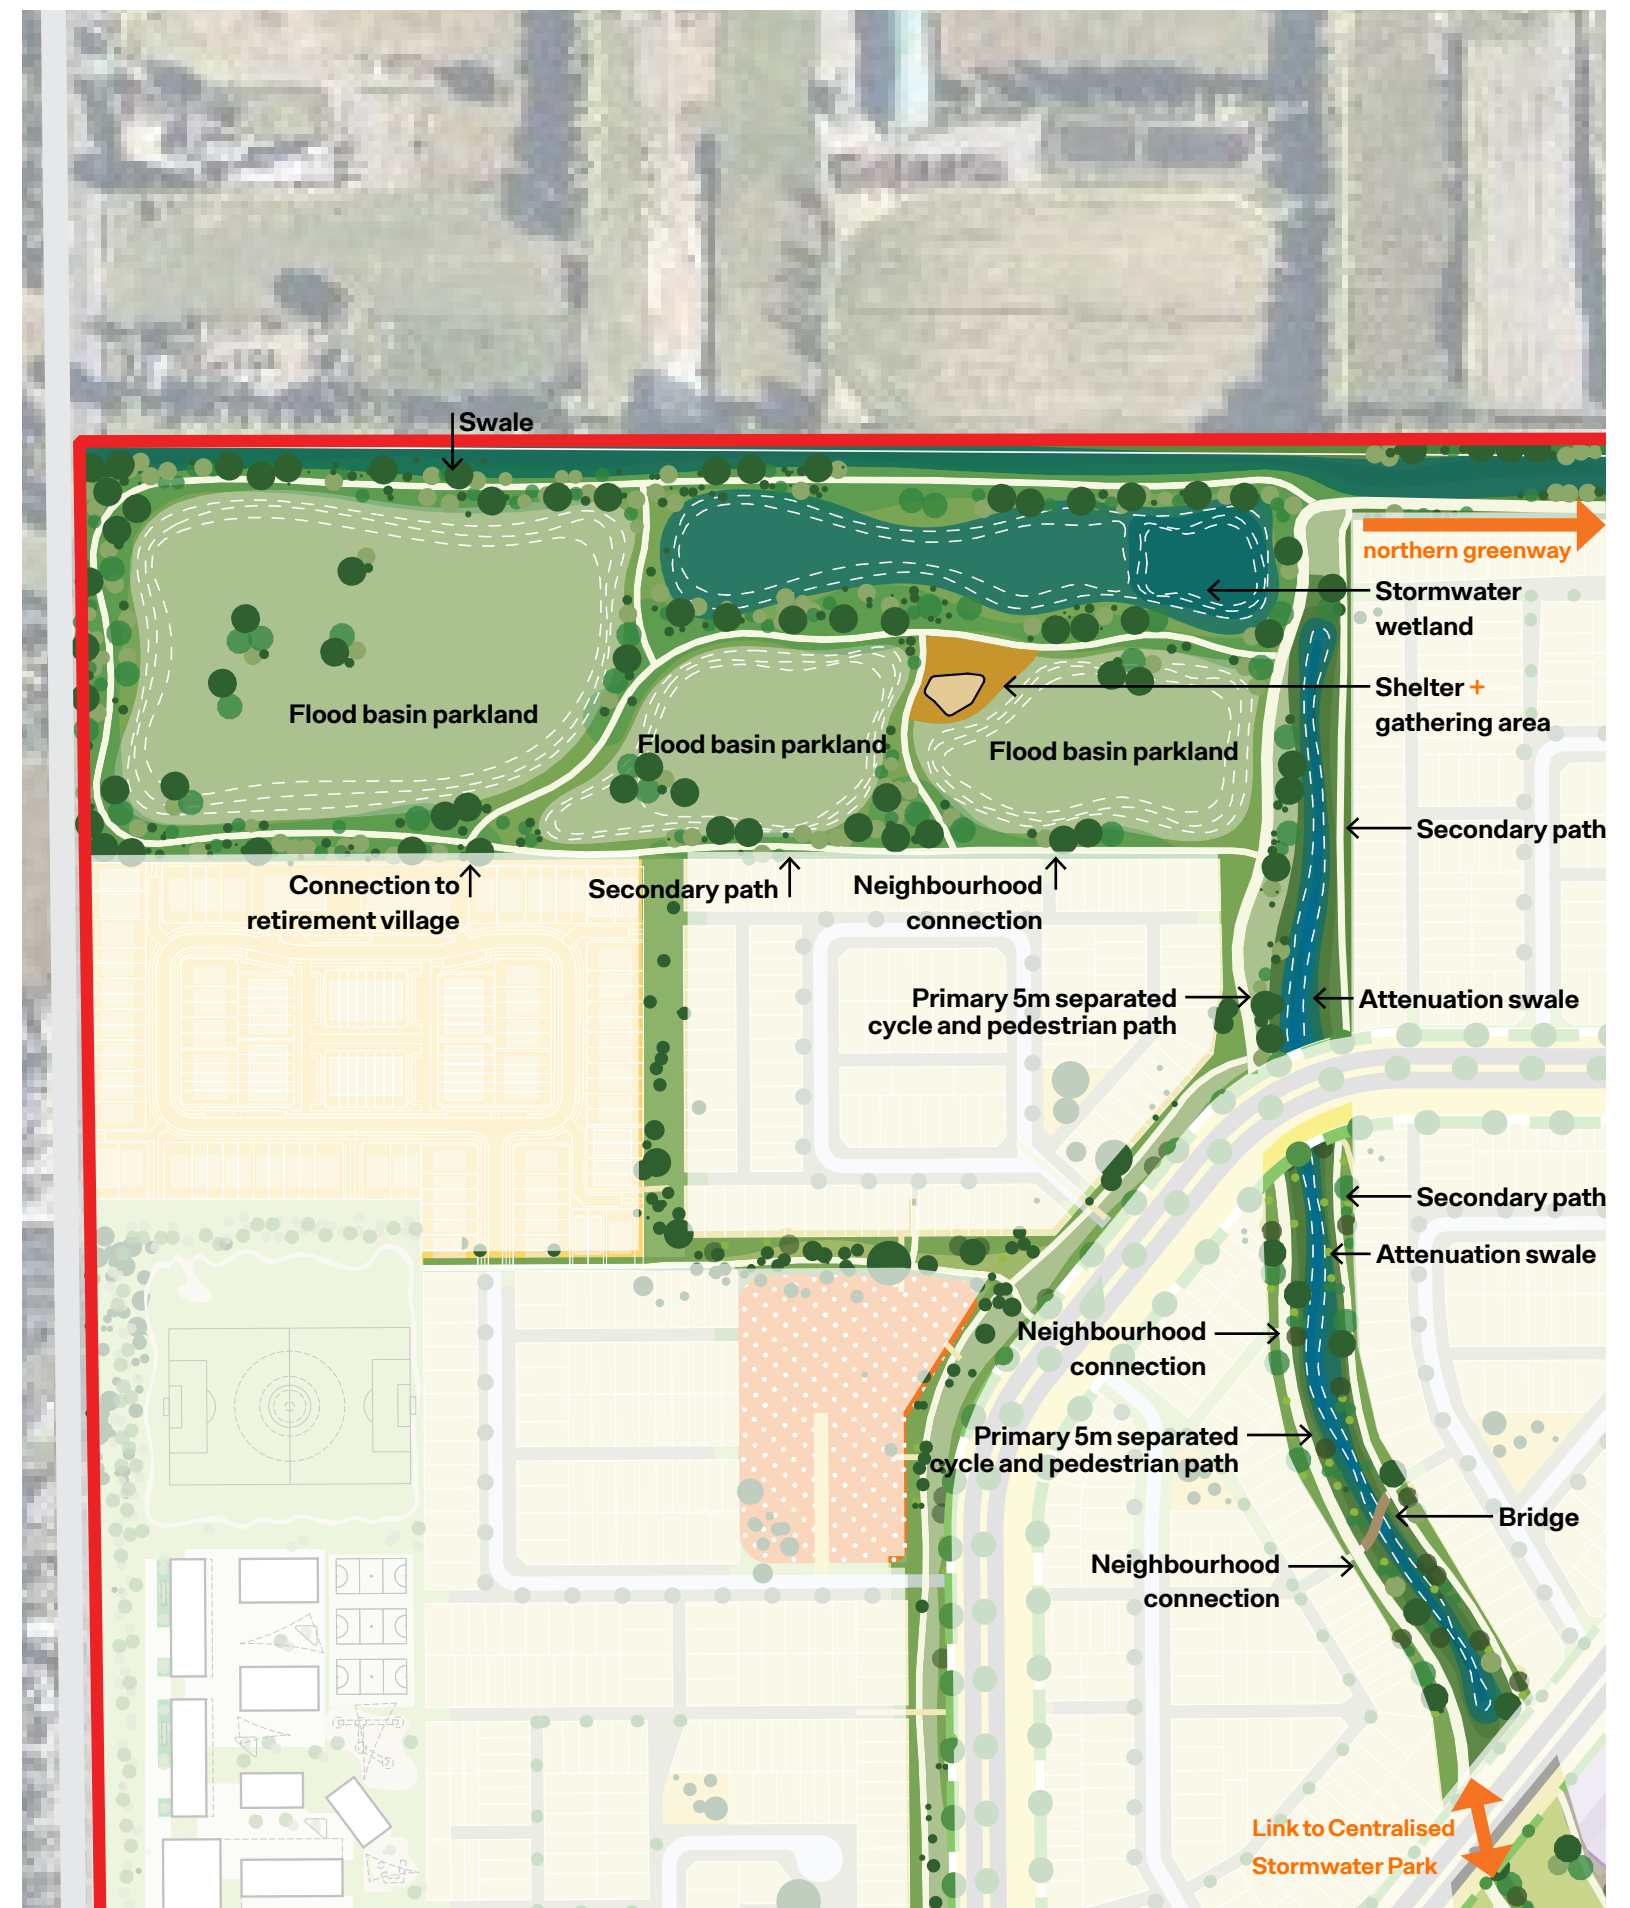 Swale
northern greenway
Stormwater
wetland
Shelter +
gathering area
Flood basin parkland
Flood basin parkland
Flood basin parkland
Secondary path
Connection to
retirement village
Secondary path
Neighbourhood
connection
Primary 5m separated
cycle and pedestrian path
Attenuation swale
Secondary path
Attenuation swale
Neighbourhood
connection
Primary 5m separated
cycle and pedestrian path
Bridge
Neighbourhood
connection
Link to Centralised
Stormwater Park